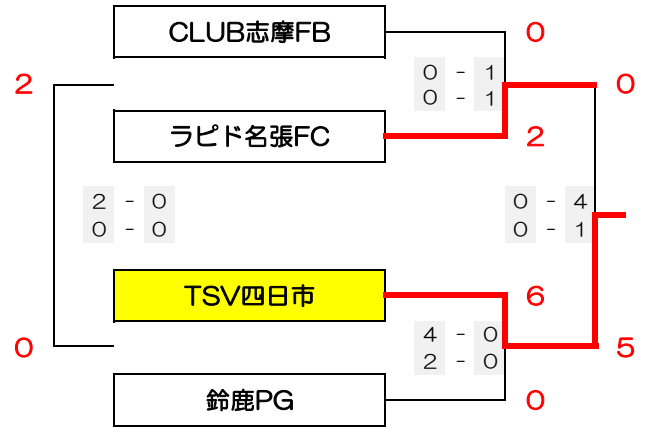 CLUB志摩FB 0
0 - 1
0 - 1
2 0
ラピド名張FC 2
2 - 0 0 - 4
0 - 0 0 - 1
TSV四日市 6
4 - 0
2 - 0
0 5
鈴鹿PG 0